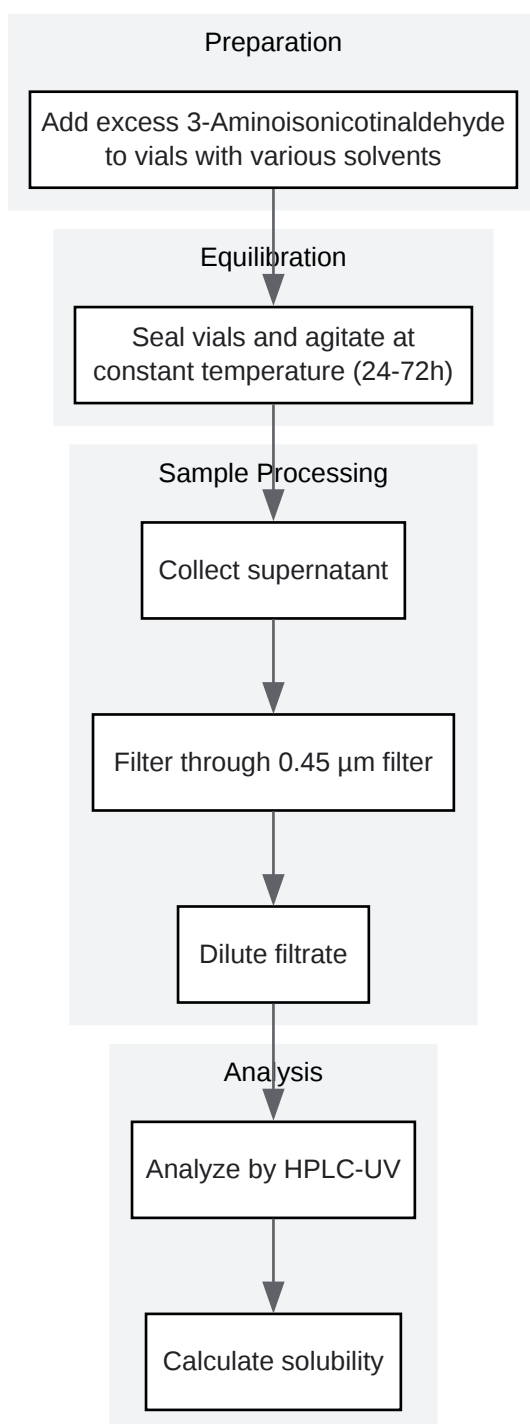 Preparation
Add excess 3-Aminoisonicotinaldehyde
to vials with various solvents
Equilibration
Seal vials and agitate at
constant temperature (24-72h)
Sample Processing
Collect supernatant
Filter through 0.45 µm filter
Dilute filtrate
Analysis
Analyze by HPLC-UV
Calculate solubility